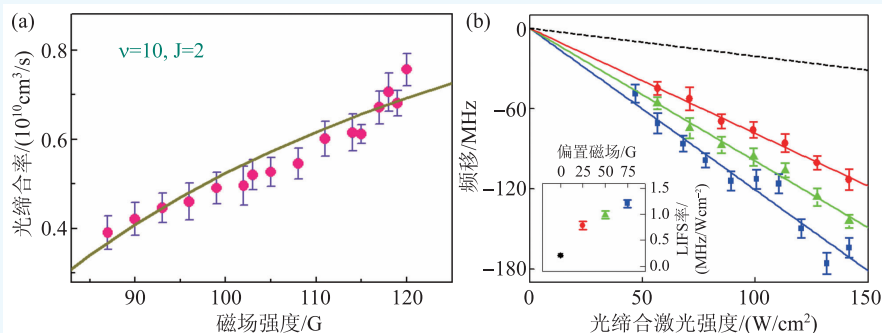 (a)
ν=10, J=2
光缔合率/(10¹⁰cm³/s)
0.8
0.6
0.4
90
100
110
120
磁场强度/G
(b)
频移/MHz
0
−60
−120
−180
0
50
100
150
光缔合激光强度/(W/cm²)
偏置磁场/G
0 25 50 75
1.5
1.0
0.5
0.0
LIFS率/
(MHz/Wcm⁻²)